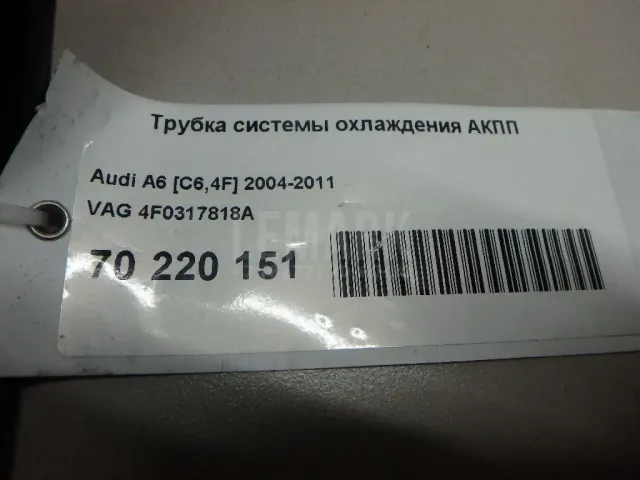 Трубка системы охлаждения АКПП
Audi A6 [C6,4F] 2004-2011
VAG 4F0317818A
70 220 151